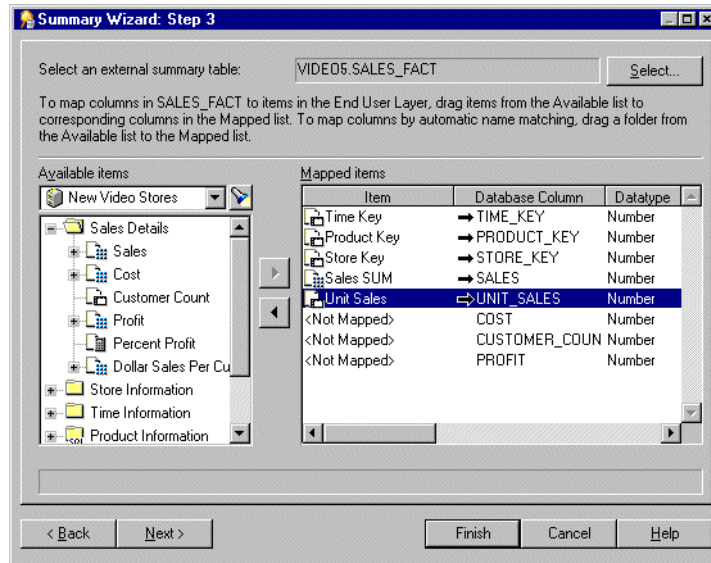 Summary Wizard: Step 3
Select an external summary table: VIDEO5.SALES_FACT Select...
To map columns in SALES_FACT to items in the End User Layer, drag items from the Available list to
corresponding columns in the Mapped list. To map columns by automatic name matching, drag a folder from
the Available list to the Mapped list.
Available items
New Video Stores
Sales Details
Sales
Cost
Customer Count
Profit
Percent Profit
Dollar Sales Per Cu
Store Information
Time Information
Product Information
Mapped items
Item Database Column Datatype
Time Key TIME_KEY Number
Product Key PRODUCT_KEY Number
Store Key STORE_KEY Number
Sales SUM SALES Number
Unit Sales UNIT_SALES Number
<Not Mapped> COST Number
<Not Mapped> CUSTOMER_COUN Number
<Not Mapped> PROFIT Number
< Back Next > Finish Cancel Help